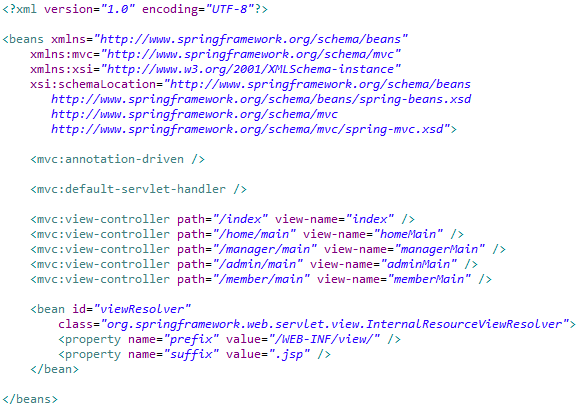 <?xml version="1.0" encoding="UTF-8"?>
<beans xmlns="http://www.springframework.org/schema/beans"
    xmlns:mvc="http://www.springframework.org/schema/mvc"
    xmlns:xsi="http://www.w3.org/2001/XMLSchema-instance"
    xsi:schemaLocation="http://www.springframework.org/schema/beans
       http://www.springframework.org/schema/beans/spring-beans.xsd
       http://www.springframework.org/schema/mvc
       http://www.springframework.org/schema/mvc/spring-mvc.xsd">
    <mvc:annotation-driven />
    <mvc:default-servlet-handler />
    <mvc:view-controller path="/index" view-name="index" />
    <mvc:view-controller path="/home/main" view-name="homeMain" />
    <mvc:view-controller path="/manager/main" view-name="managerMain" />
    <mvc:view-controller path="/admin/main" view-name="adminMain" />
    <mvc:view-controller path="/member/main" view-name="memberMain" />
    <bean id="viewResolver"
        class="org.springframework.web.servlet.view.InternalResourceViewResolver">
        <property name="prefix" value="/WEB-INF/view/" />
        <property name="suffix" value=".jsp" />
    </bean>
</beans>